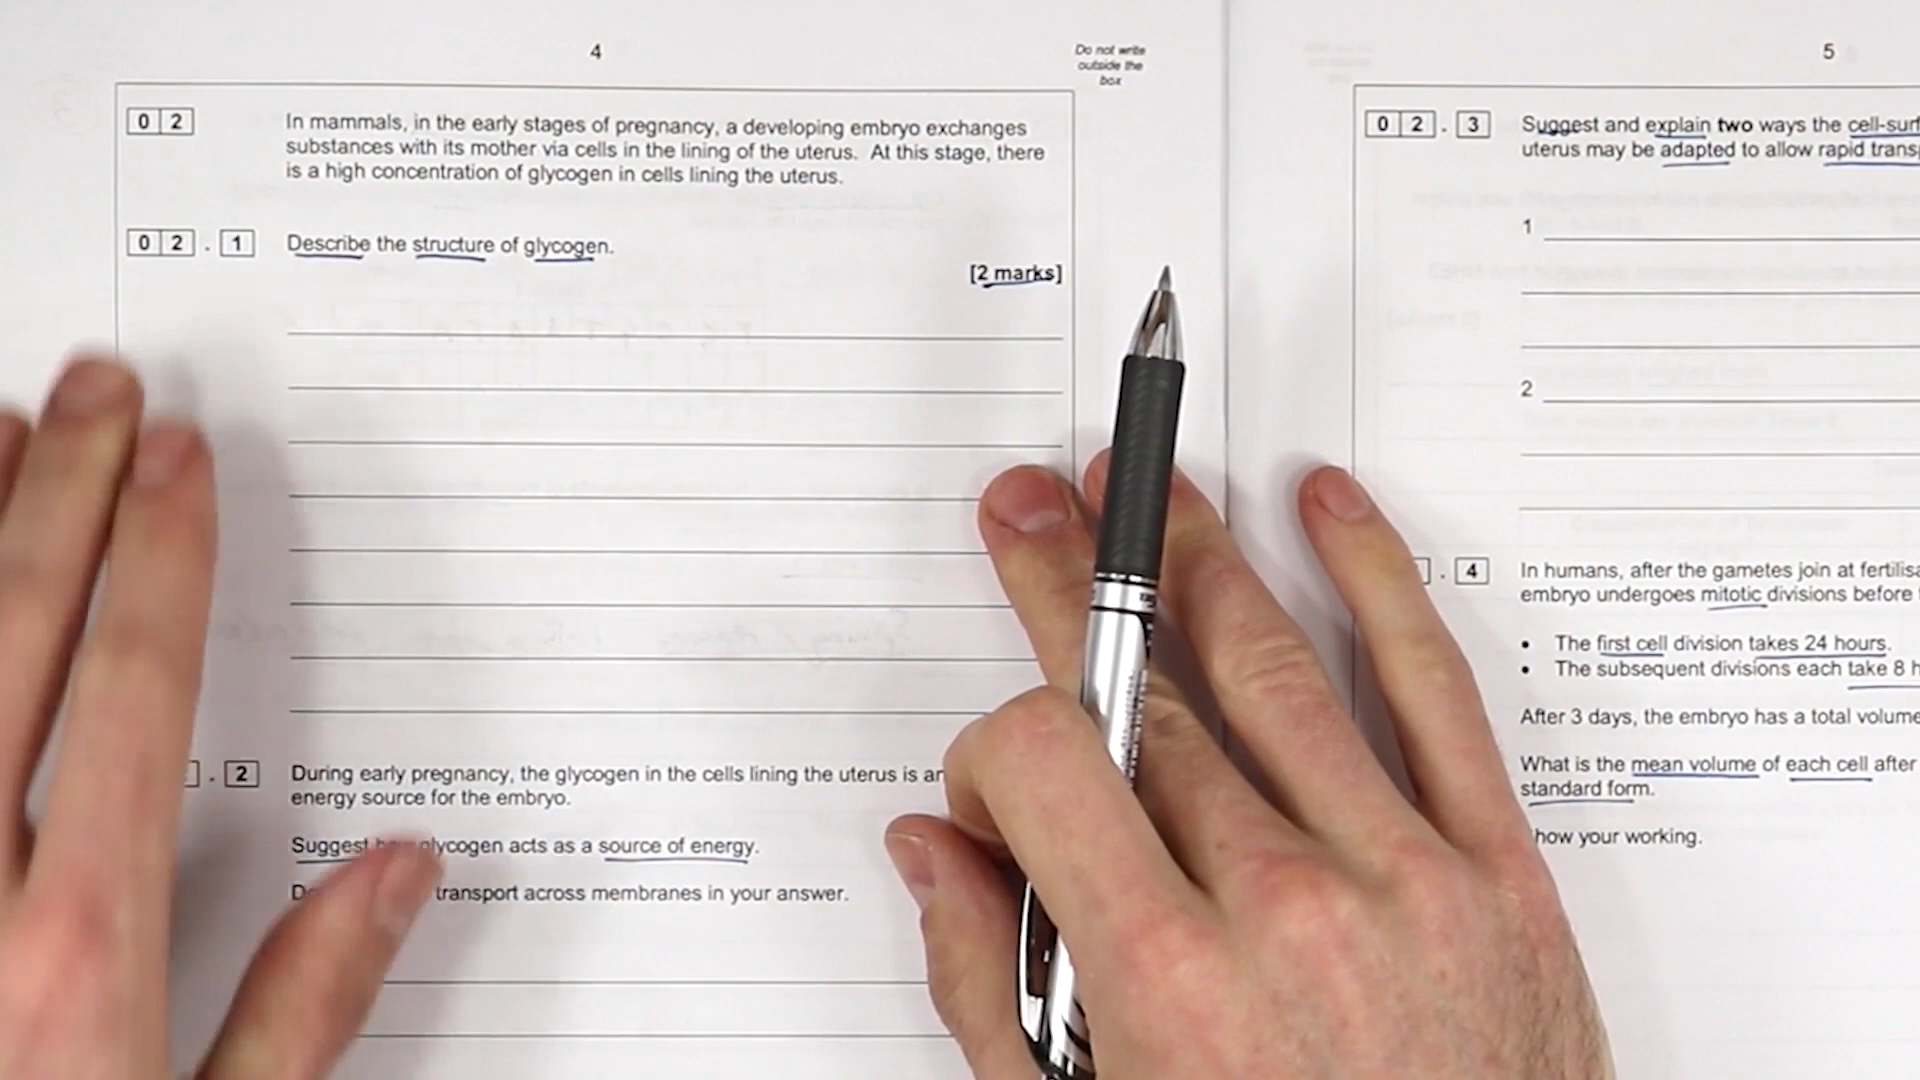 4
Do not write
outside the
box
0 2
In mammals, in the early stages of pregnancy, a developing embryo exchanges
substances with its mother via cells in the lining of the uterus. At this stage, there
is a high concentration of glycogen in cells lining the uterus.
0 2 . 1
Describe the structure of glycogen.
[2 marks]
. 2
During early pregnancy, the glycogen in the cells lining the uterus is an
energy source for the embryo.
Suggest glycogen acts as a source of energy.
transport across membranes in your answer.
5
0 2 . 3
Suggest and explain two ways the cell-surf
uterus may be adapted to allow rapid transp
1
2
. 4
In humans, after the gametes join at fertilisa
embryo undergoes mitotic divisions before
• The first cell division takes 24 hours.
• The subsequent divisions each take 8 h
After 3 days, the embryo has a total volume
What is the mean volume of each cell after
standard form.
how your working.